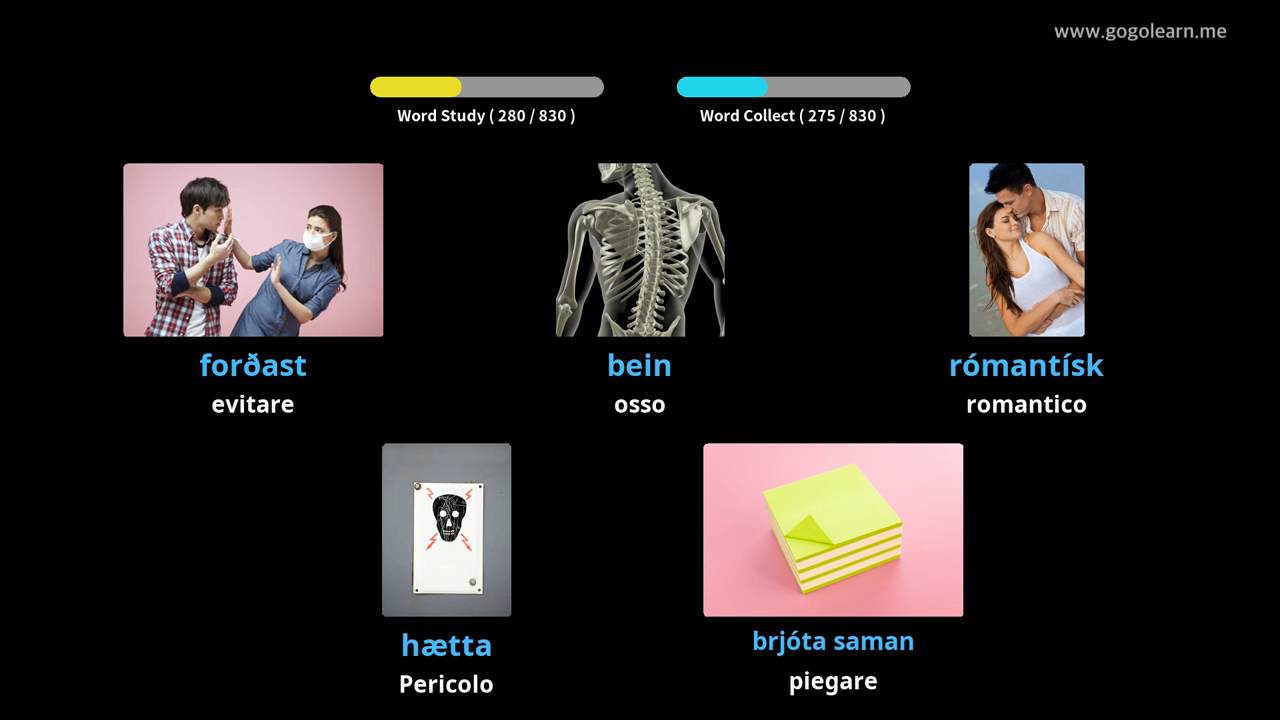 www.gogolearn.me
Word Study ( 280 / 830 )
Word Collect ( 275 / 830 )
forðast
evitare
bein
osso
rómantísk
romantico
hætta
Pericolo
brjóta saman
piegare